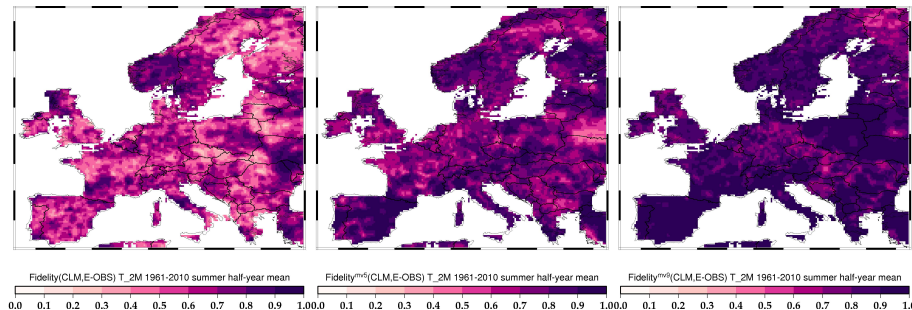 Fidelity(CLM,E-OBS) T_2M 1961-2010 summer half-year mean
0.0 0.1 0.2 0.3 0.4 0.5 0.6 0.7 0.8 0.9 1.0
Fidelity^mv5(CLM,E-OBS) T_2M 1961-2010 summer half-year mean
0.0 0.1 0.2 0.3 0.4 0.5 0.6 0.7 0.8 0.9 1.0
Fidelity^mv9(CLM,E-OBS) T_2M 1961-2010 summer half-year mean
0.0 0.1 0.2 0.3 0.4 0.5 0.6 0.7 0.8 0.9 1.0